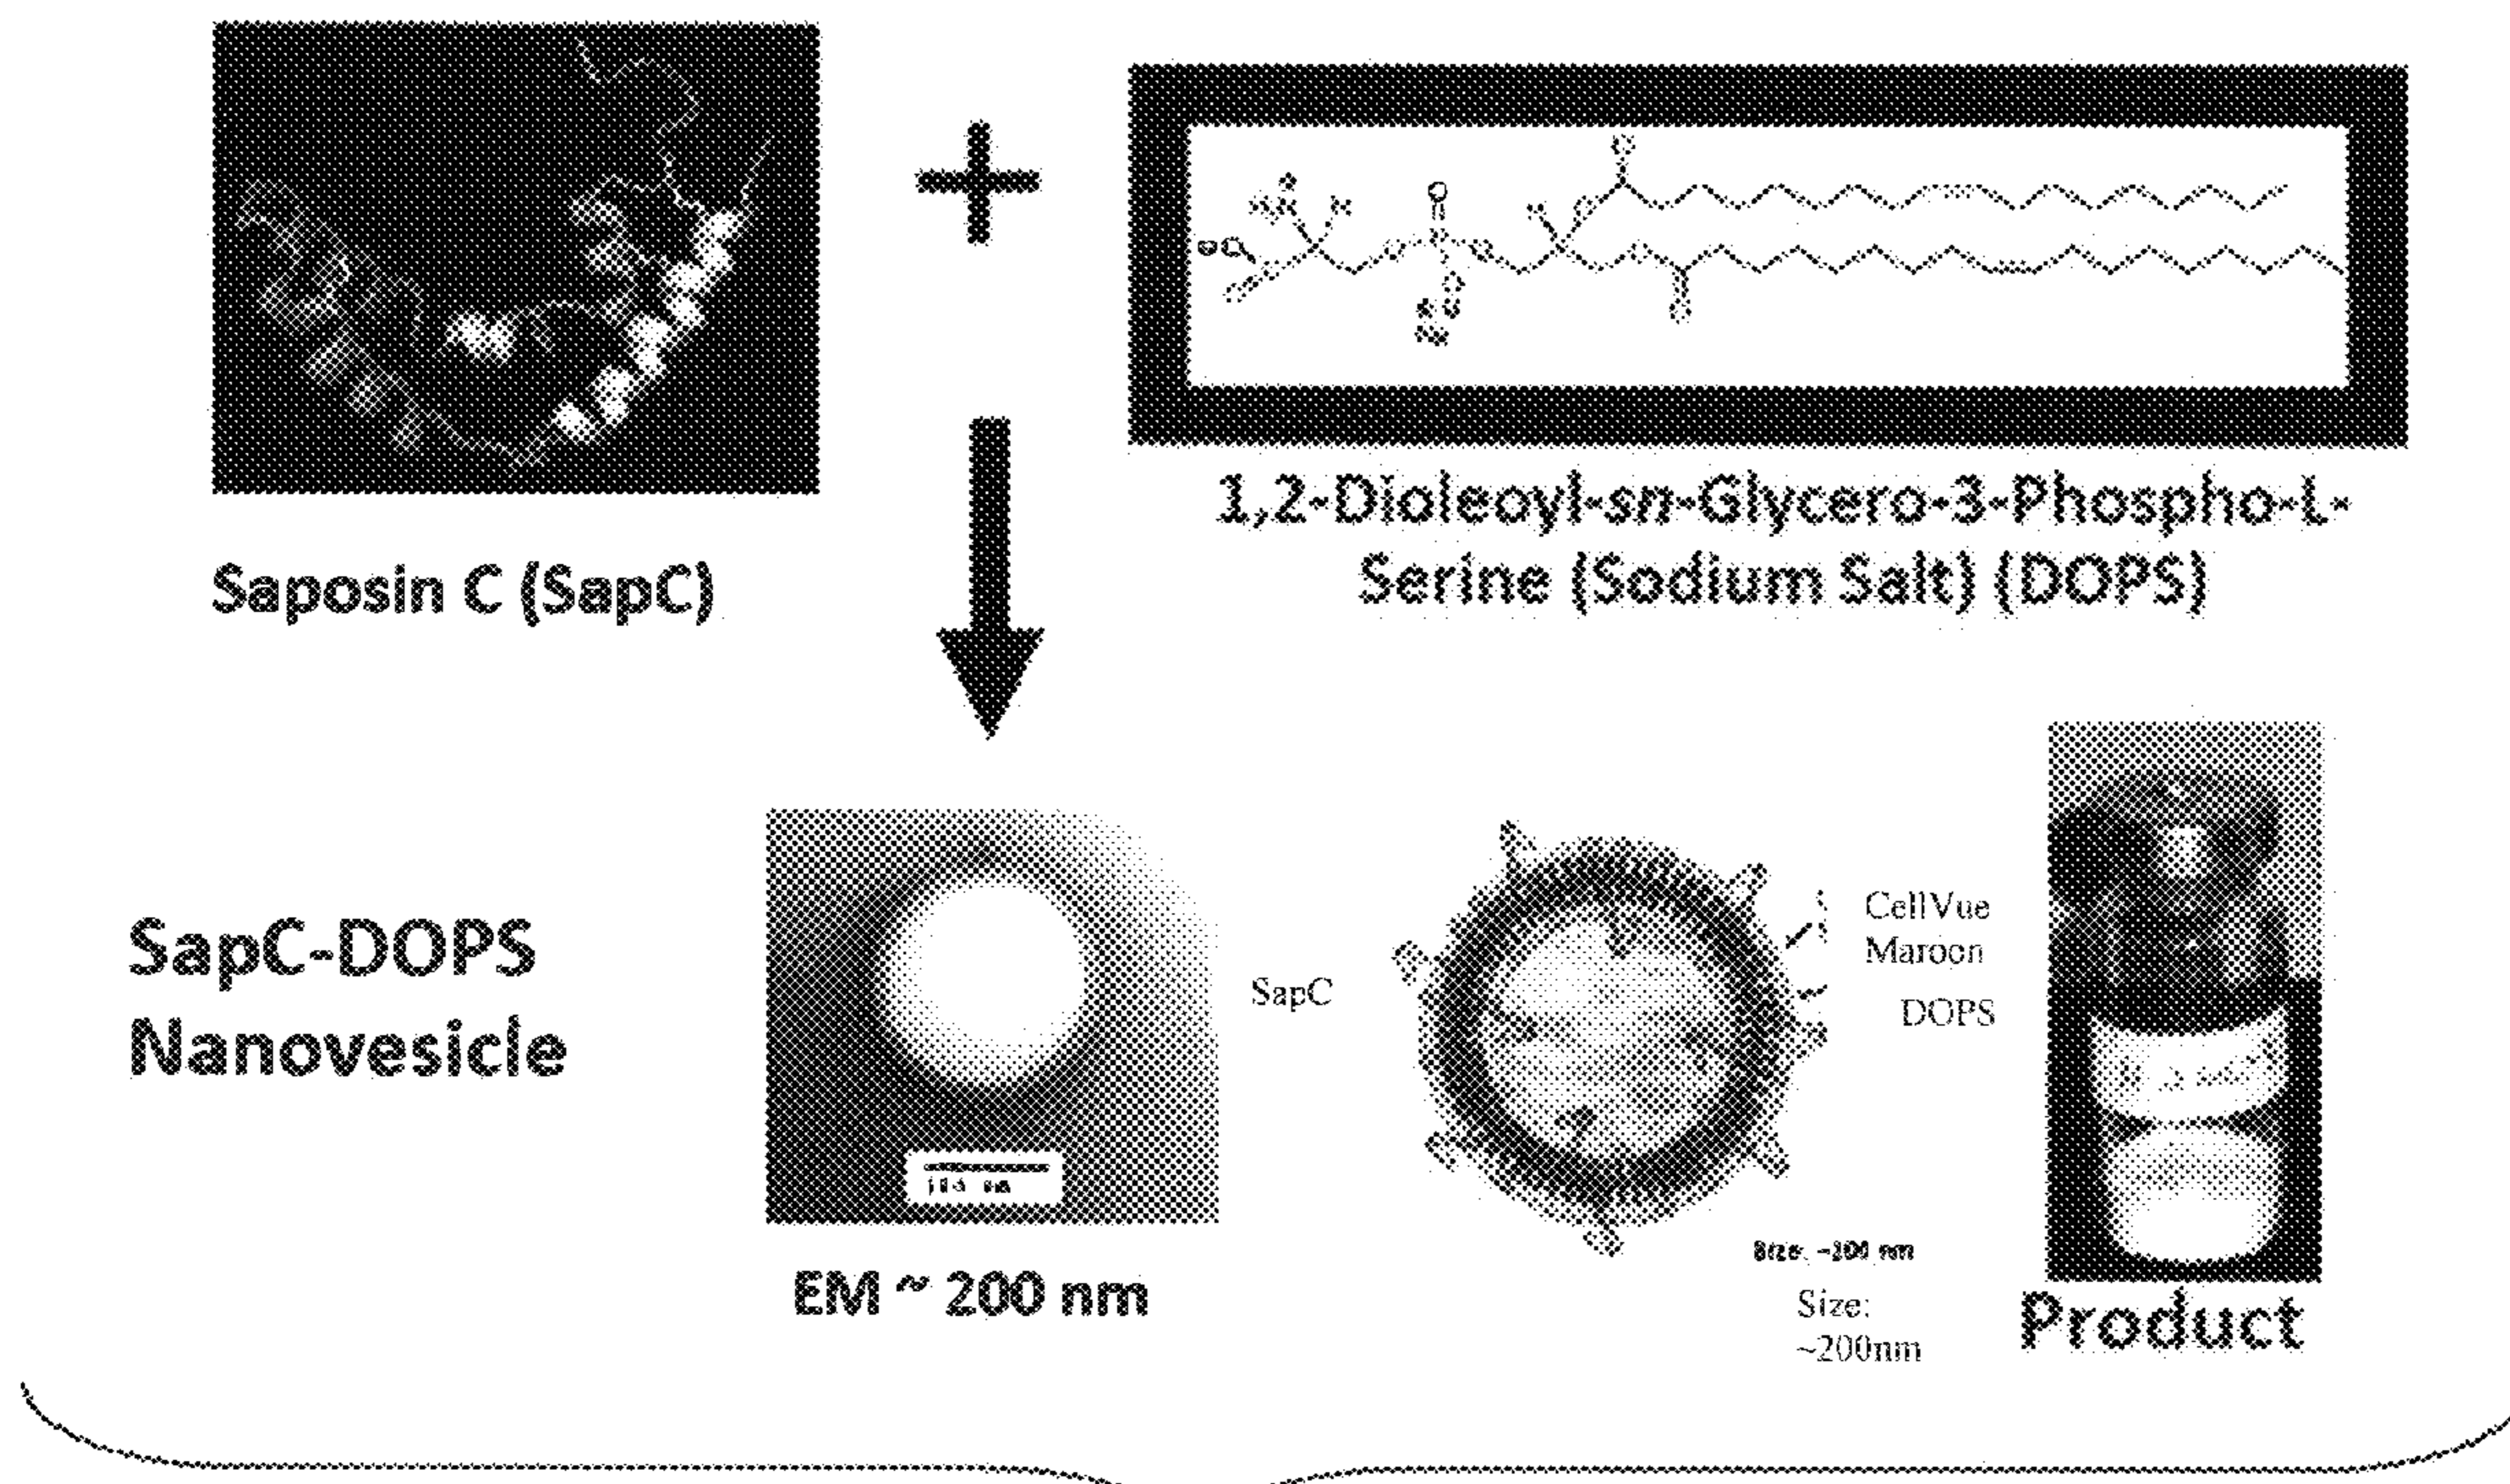 +
1,2-Dioleoyl-sn-Glycero-3-Phospho-L-
Serine (Sodium Salt) (DOPS)
Saposin C (SapC)
SapC-DOPS
Nanovesicle
EM ~ 200 nm
SapC
CellVue
Maroon
DOPS
Size: ~200 nm
Size:
~200nm
Product